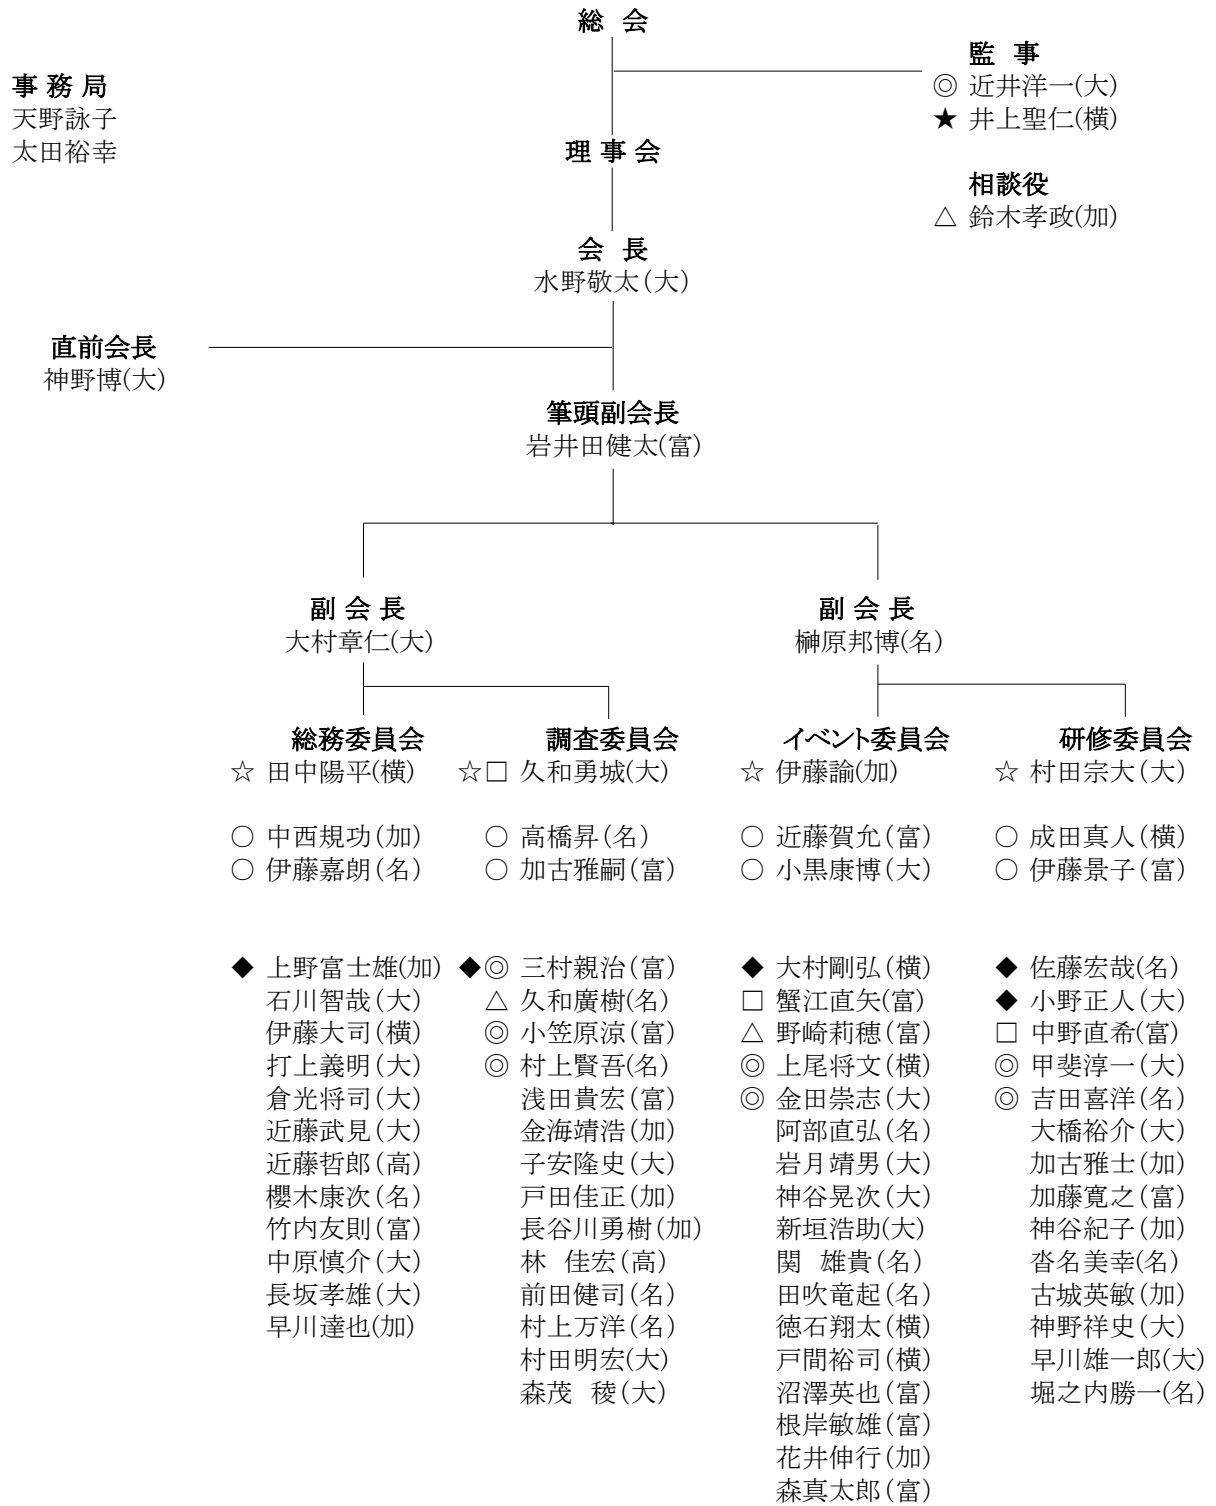 総 会
監 事
◎ 近井洋一(大)
★ 井上聖仁(横)
事 務 局
天野詠子
太田裕幸
理 事 会
相談役
△ 鈴木孝政(加)
会 長
水野敬太(大)
直前会長
神野博(大)
筆頭副会長
岩井田健太(富)
副 会 長
大村章仁(大)
副 会 長
榊原邦博(名)
総務委員会
☆ 田中陽平(横)
○ 中西規功(加)
○ 伊藤嘉朗(名)
◆ 上野富士雄(加)
石川智哉(大)
伊藤大司(横)
打上義明(大)
倉光将司(大)
近藤武見(大)
近藤哲郎(高)
櫻木康次(名)
竹内友則(富)
中原慎介(大)
長坂孝雄(大)
早川達也(加)
調査委員会
☆□ 久和勇城(大)
○ 高橋昇(名)
○ 加古雅嗣(富)
◆◎ 三村親治(富)
△ 久和廣樹(名)
◎ 小笠原涼(富)
◎ 村上賢吾(名)
浅田貴宏(富)
金海靖浩(加)
子安隆史(大)
戸田佳正(加)
長谷川勇樹(加)
林 佳宏(高)
前田健司(名)
村上万洋(名)
村田明宏(大)
森茂 稜(大)
イベント委員会
☆ 伊藤諭(加)
○ 近藤賀允(富)
○ 小黒康博(大)
◆ 大村剛弘(横)
□ 蟹江直矢(富)
△ 野崎莉穂(富)
◎ 上尾将文(横)
◎ 金田崇志(大)
阿部直弘(名)
岩月靖男(大)
神谷晃次(大)
新垣浩助(大)
関 雄貴(名)
田吹竜起(名)
徳石翔太(横)
戸間裕司(横)
沼澤英也(富)
根岸敏雄(富)
花井伸行(加)
森真太郎(富)
研修委員会
☆ 村田宗大(大)
○ 成田真人(横)
○ 伊藤景子(富)
◆ 佐藤宏哉(名)
◆ 小野正人(大)
□ 中野直希(富)
◎ 甲斐淳一(大)
◎ 吉田喜洋(名)
大橋裕介(大)
加古雅士(加)
加藤寛之(富)
神谷紀子(加)
沓名美幸(名)
古城英敏(加)
神野祥史(大)
早川雄一郎(大)
堀之内勝一(名)